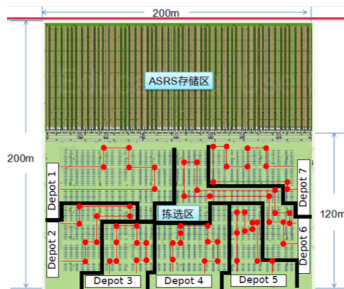 200m
ASRS存储区
200m
120m
Depot 1
Depot 7
拣选区
Depot 2
Depot 6
Depot 3
Depot 4
Depot 5